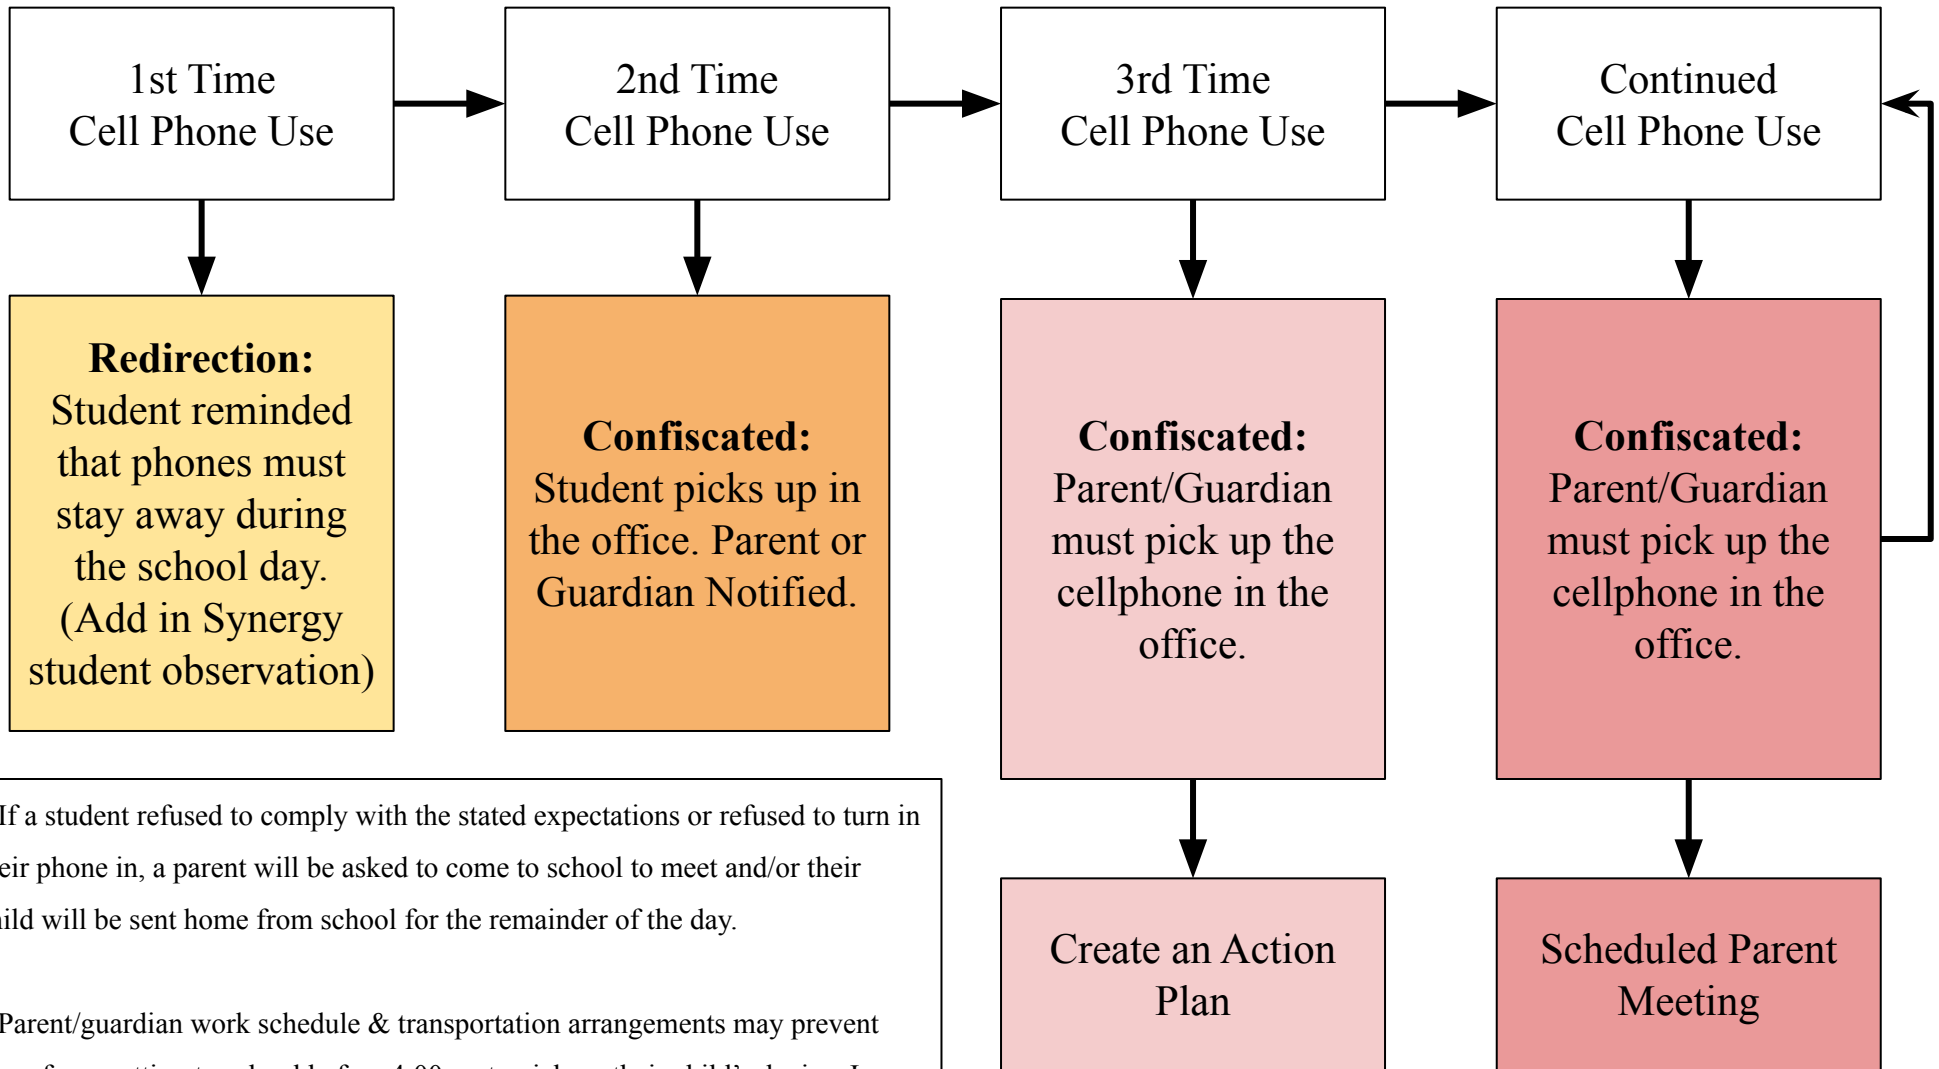 1st Time
Cell Phone Use
2nd Time
Cell Phone Use
3rd Time
Cell Phone Use
Continued
Cell Phone Use
Redirection:
Student reminded
that phones must
stay away during
the school day.
(Add in Synergy
student observation)
Confiscated:
Student picks up in
the office. Parent or
Guardian Notified.
Confiscated:
Parent/Guardian
must pick up the
cellphone in the
office.
Confiscated:
Parent/Guardian
must pick up the
cellphone in the
office.
If a student refused to comply with the stated expectations or refused to turn in
eir phone in, a parent will be asked to come to school to meet and/or their
ild will be sent home from school for the remainder of the day.
Parent/guardian work schedule & transportation arrangements may prevent
Create an Action
Plan
Scheduled Parent
Meeting